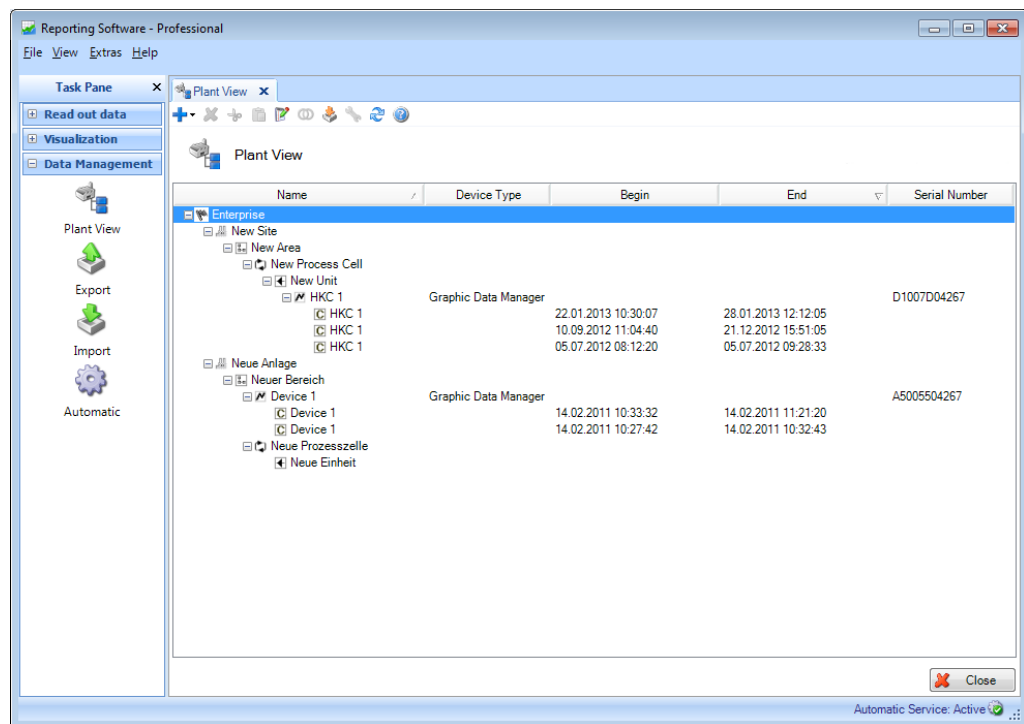 Reporting Software - Professional
File View Extras Help
Task Pane
Plant View
Read out data
Visualization
Data Management
Plant View
Export
Import
Automatic
Plant View
Name Device Type Begin End Serial Number
Enterprise
New Site
New Area
New Process Cell
New Unit
HKC 1 Graphic Data Manager D1007D04267
C HKC 1 22.01.2013 10:30:07 28.01.2013 12:12:05
C HKC 1 10.09.2012 11:04:40 21.12.2012 15:51:05
C HKC 1 05.07.2012 08:12:20 05.07.2012 09:28:33
Neue Anlage
Neuer Bereich
Device 1 Graphic Data Manager A5005504267
C Device 1 14.02.2011 10:33:32 14.02.2011 11:21:20
C Device 1 14.02.2011 10:27:42 14.02.2011 10:32:43
Neue Prozesszelle
Neue Einheit
Close
Automatic Service: Active